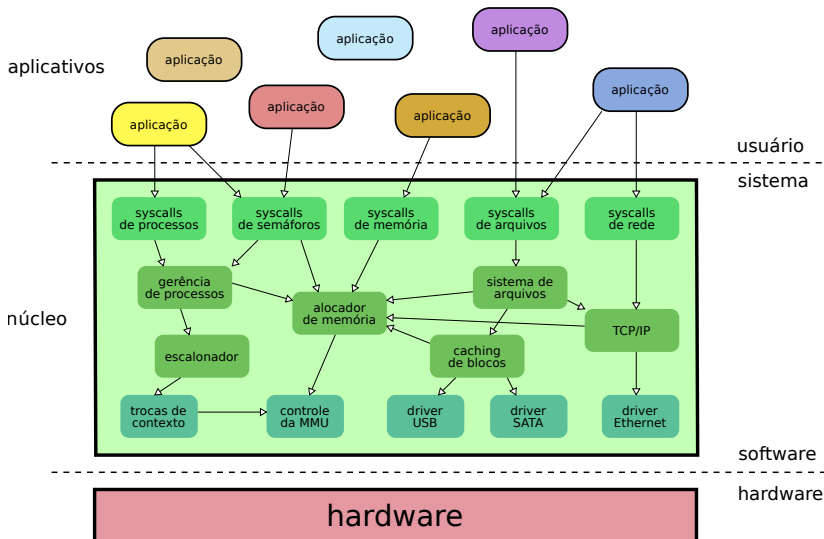 aplicação
aplicação
aplicação
aplicativos
aplicação
aplicação
aplicação
aplicação
aplicação
usuário
sistema
syscalls
de processos
syscalls
de semáforos
syscalls
de memória
syscalls
de arquivos
syscalls
de rede
gerência
de processos
sistema de
arquivos
alocador
de memória
núcleo
TCP/IP
escalonador
caching
de blocos
trocas de
contexto
controle
da MMU
driver
USB
driver
SATA
driver
Ethernet
software
hardware
hardware